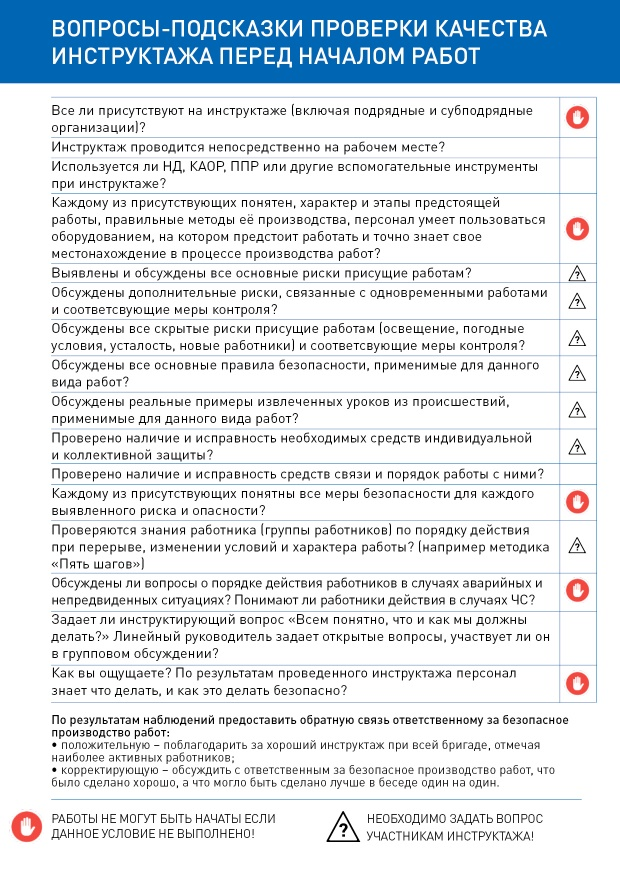 ВОПРОСЫ-ПОДСКАЗКИ ПРОВЕРКИ КАЧЕСТВА
ИНСТРУКТАЖА ПЕРЕД НАЧАЛОМ РАБОТ
Все ли присутствуют на инструктаже (включая подрядные и субподрядные
организации)?
Инструктаж проводится непосредственно на рабочем месте?
Используется ли НД, КАОР, ППР или другие вспомогательные инструменты
при инструктаже?
Каждому из присутствующих понятен, характер и этапы предстоящей
работы, правильные методы её производства, персонал умеет пользоваться
оборудованием, на котором предстоит работать и точно знает свое
местонахождение в процессе производства работ?
Выявлены и обсуждены все основные риски присущие работам?
?
Обсуждены дополнительные риски, связанные с одновременными работами
и соответсвующие меры контроля?
?
Обсуждены все скрытые риски присущие работам (освещение, погодные
условия, усталость, новые работники) и соответсвующие меры контроля?
?
Обсуждены все основные правила безопасности, применимые для данного
вида работ?
?
Обсуждены реальные примеры извлеченных уроков из происшествий,
применимые для данного вида работ?
?
Проверено наличие и исправность необходимых средств индивидуальной
и коллективной защиты?
?
Проверено наличие и исправность средств связи и порядок работы с ними?
Каждому из присутствующих понятны все меры безопасности для каждого
выявленного риска и опасности?
Проверяются знания работника (группы работников) по порядку действия
при перерыве, изменении условий и характера работы? (например методика
«Пять шагов»)
?
Обсуждены ли вопросы о порядке действия работников в случаях аварийных и
непредвиденных ситуациях? Понимают ли работники действия в случаях ЧС?
Задает ли инструктирующий вопрос «Всем понятно, что и как мы должны
делать?» Линейный руководитель задает открытые вопросы, участвует ли он
в групповом обсуждении?
Как вы ощущаете? По результатам проведенного инструктажа персонал
знает что делать, и как это делать безопасно?
По результатам наблюдений предоставить обратную связь ответственному за безопасное
производство работ:
• положительную – поблагодарить за хороший инструктаж при всей бригаде, отмечая
наиболее активных работников;
• корректирующую – обсудить с ответственным за безопасное производство работ, что
было сделано хорошо, а что могло быть сделано лучше в беседе один на один.
РАБОТЫ НЕ МОГУТ БЫТЬ НАЧАТЫ ЕСЛИ
ДАННОЕ УСЛОВИЕ НЕ ВЫПОЛНЕНО!
?
НЕОБХОДИМО ЗАДАТЬ ВОПРОС
УЧАСТНИКАМ ИНСТРУКТАЖА!